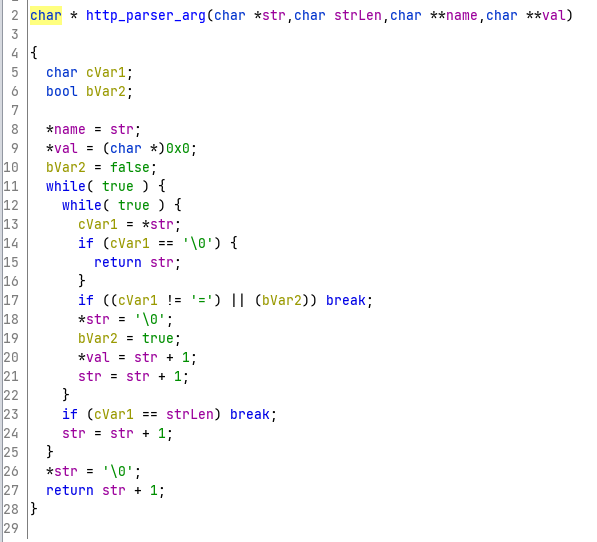 2 char * http_parser_arg(char *str,char strLen,char **name,char **val)
3
4 {
5   char cVar1;
6   bool bVar2;
7
8   *name = str;
9   *val = (char *)0x0;
10   bVar2 = false;
11   while( true ) {
12     while( true ) {
13       cVar1 = *str;
14       if (cVar1 == '\0') {
15         return str;
16       }
17       if ((cVar1 != '=') || (bVar2)) break;
18       *str = '\0';
19       bVar2 = true;
20       *val = str + 1;
21       str = str + 1;
22     }
23     if (cVar1 == strLen) break;
24     str = str + 1;
25   }
26   *str = '\0';
27   return str + 1;
28 }
29